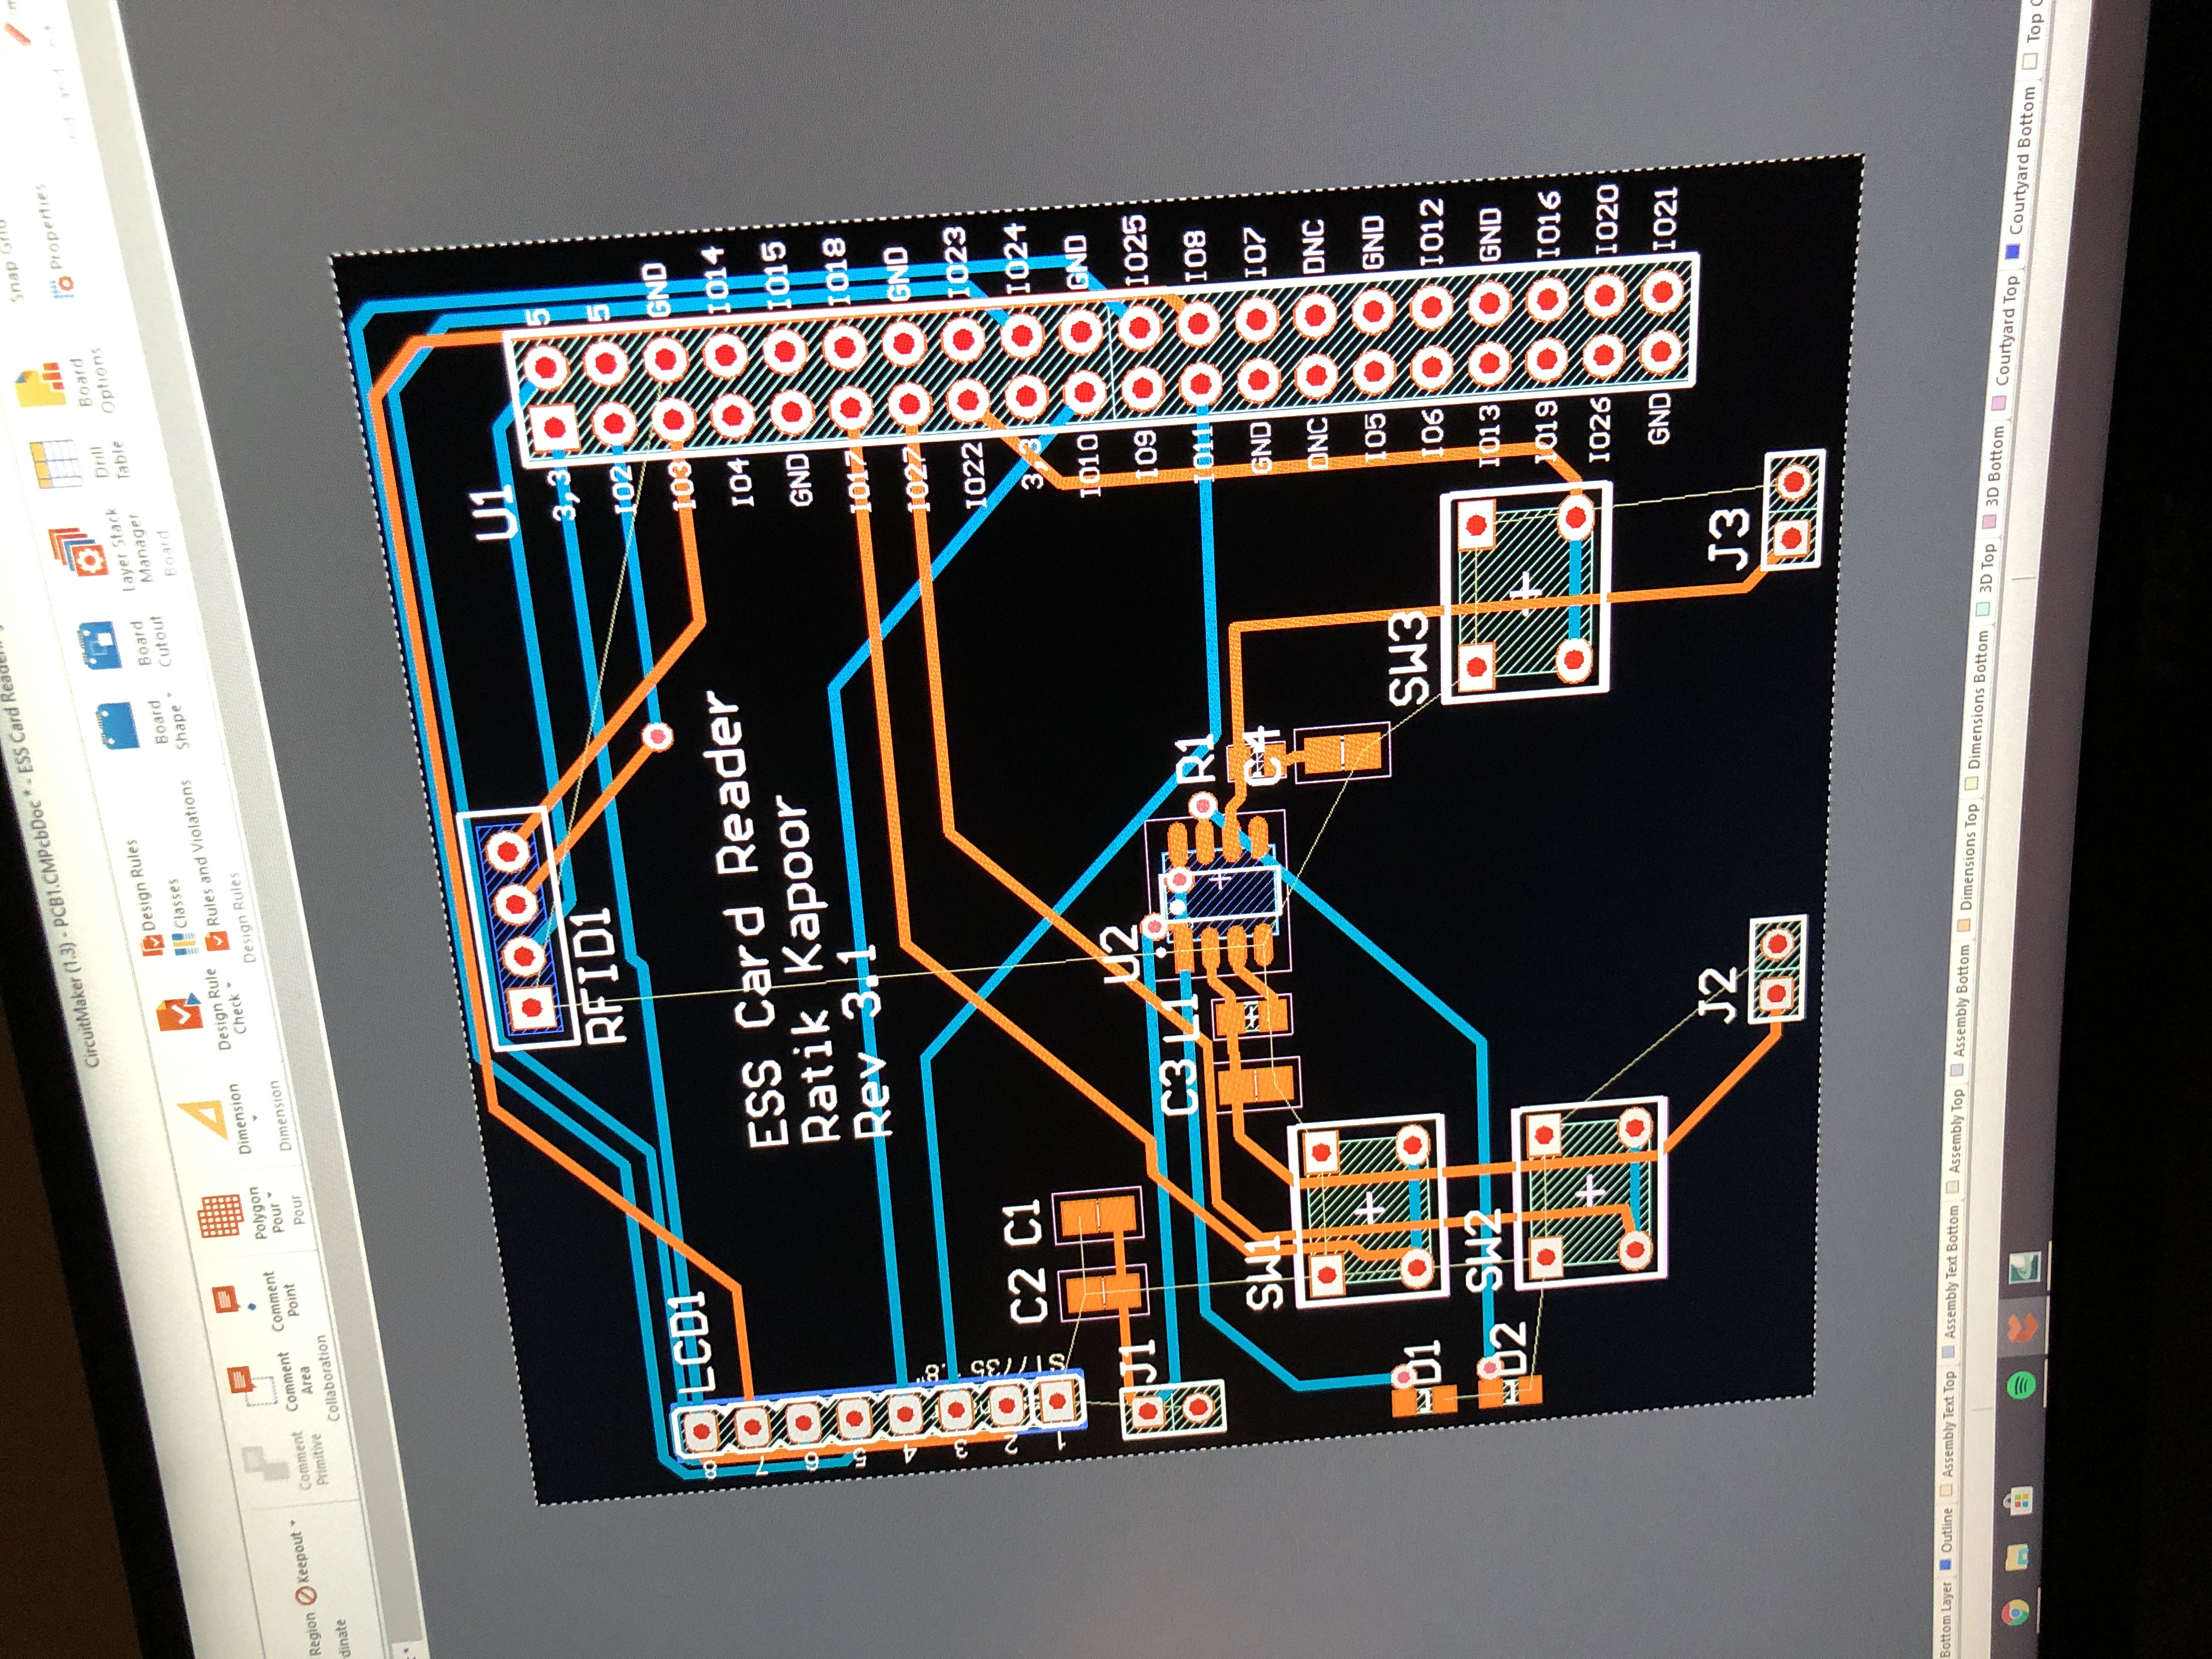 CircuitMaker (1.3) - PCB1.CMPcbDoc * - ESS Card Reader
Snap Grid
Properties
Region
Keepout
Comment
Primitive
Comment
Area
Comment
Point
Collaboration
Polygon
Pour
Pour
Dimension
Dimension
Design Rule
Check
Design Rules
Classes
Rules and Violations
Design Rules
Board
Shape
Board
Cutout
Layer Stack
Manager
Drill
Table
Board
Options
Board
dinate
U1
RFID1
LCD1
ESS Card Reader
Ratik Kapoor
Rev 3.1
8
7
6
5
4
3
2
1
ST7735 .8"
3,3
IO2
IO3
IO4
GND
IO17
IO27
IO22
3,3
IO10
IO9
IO11
GND
DNC
IO5
IO6
IO13
IO19
IO26
GND
5
5
GND
IO14
IO15
IO18
GND
IO23
IO24
GND
IO25
IO8
IO7
DNC
GND
IO12
GND
IO16
IO20
IO21
C2
C1
J1
U2
C3
L1
R1
C4
SW1
D1
SW2
D2
SW3
J2
J3
Bottom Layer
Outline
Assembly Text Top
Assembly Text Bottom
Assembly Top
Assembly Bottom
Dimensions Top
Dimensions Bottom
3D Top
3D Bottom
Courtyard Top
Courtyard Bottom
Top